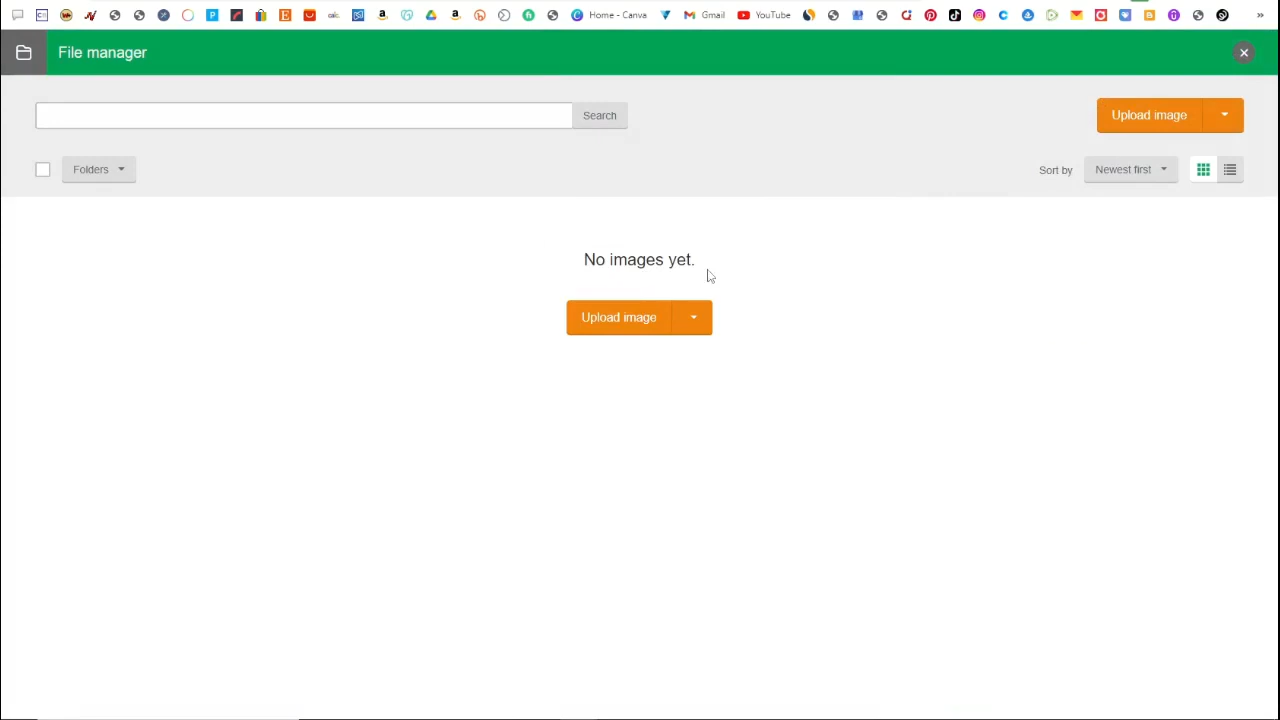 Home - Canva
Gmail
YouTube
»
File manager
Search
Upload image
Folders
Sort by
Newest first
No images yet.
Upload image